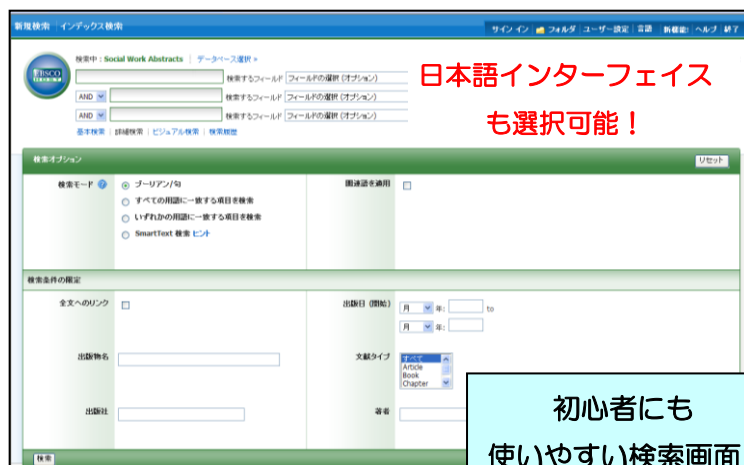 新規検索 インデックス検索
サイン イン フォルダ ユーザー設定 言語 新機能! ヘルプ 終了
検索中 : Social Work Abstracts データベース選択 »
EBSCO
HOST
検索するフィールド フィールドの選択 (オプション)
AND 検索するフィールド フィールドの選択 (オプション)
AND 検索するフィールド フィールドの選択 (オプション)
基本検索 詳細検索 ビジュアル検索 検索履歴
日本語インターフェイス
も選択可能！
検索オプション リセット
検索モード ? ブーリアン/句 関連語を適用
すべての用語に一致する項目を検索
いずれかの用語に一致する項目を検索
SmartText 検索 ヒント
検索条件の限定
全文へのリンク 出版日 (開始) 月 年: to
月 年:
出版物名 文献タイプ すべて
Article
Book
Chapter
出版社 著者
初心者にも
使いやすい検索画面
検索